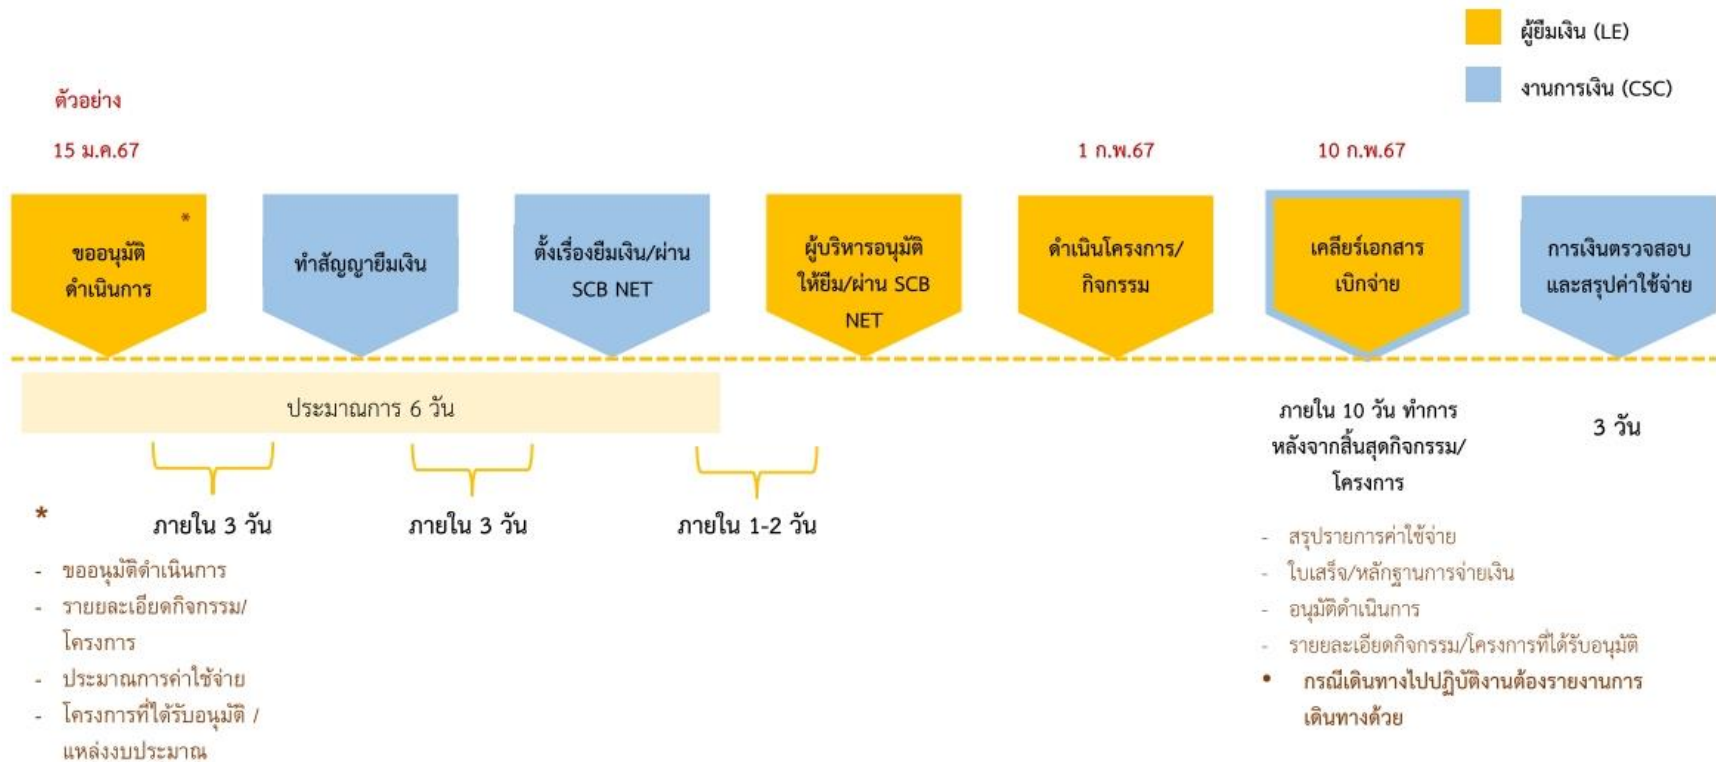 ผู้ยืมเงิน (LE)
งานการเงิน (CSC)
ตัวอย่าง
15 ม.ค.67
1 ก.พ.67
10 ก.พ.67
*
ขออนุมัติ
ดำเนินการ
ทำสัญญายืมเงิน
ตั้งเรื่องยืมเงิน/ผ่าน
SCB NET
ผู้บริหารอนุมัติ
ให้ยืม/ผ่าน SCB
NET
ดำเนินโครงการ/
กิจกรรม
เคลียร์เอกสาร
เบิกจ่าย
การเงินตรวจสอบ
และสรุปค่าใช้จ่าย
ประมาณการ 6 วัน
ภายใน 3 วัน
ภายใน 3 วัน
ภายใน 1-2 วัน
ภายใน 10 วัน ทำการ
หลังจากสิ้นสุดกิจกรรม/
โครงการ
3 วัน
*
- ขออนุมัติดำเนินการ
- รายยละเอียดกิจกรรม/
โครงการ
- ประมาณการค่าใช้จ่าย
- โครงการที่ได้รับอนุมัติ /
แหล่งงบประมาณ
- สรุปรายการค่าใช้จ่าย
- ใบเสร็จ/หลักฐานการจ่ายเงิน
- อนุมัติดำเนินการ
- รายยละเอียดกิจกรรม/โครงการที่ได้รับอนุมัติ
• กรณีเดินทางไปปฏิบัติงานต้องรายงานการ
เดินทางด้วย